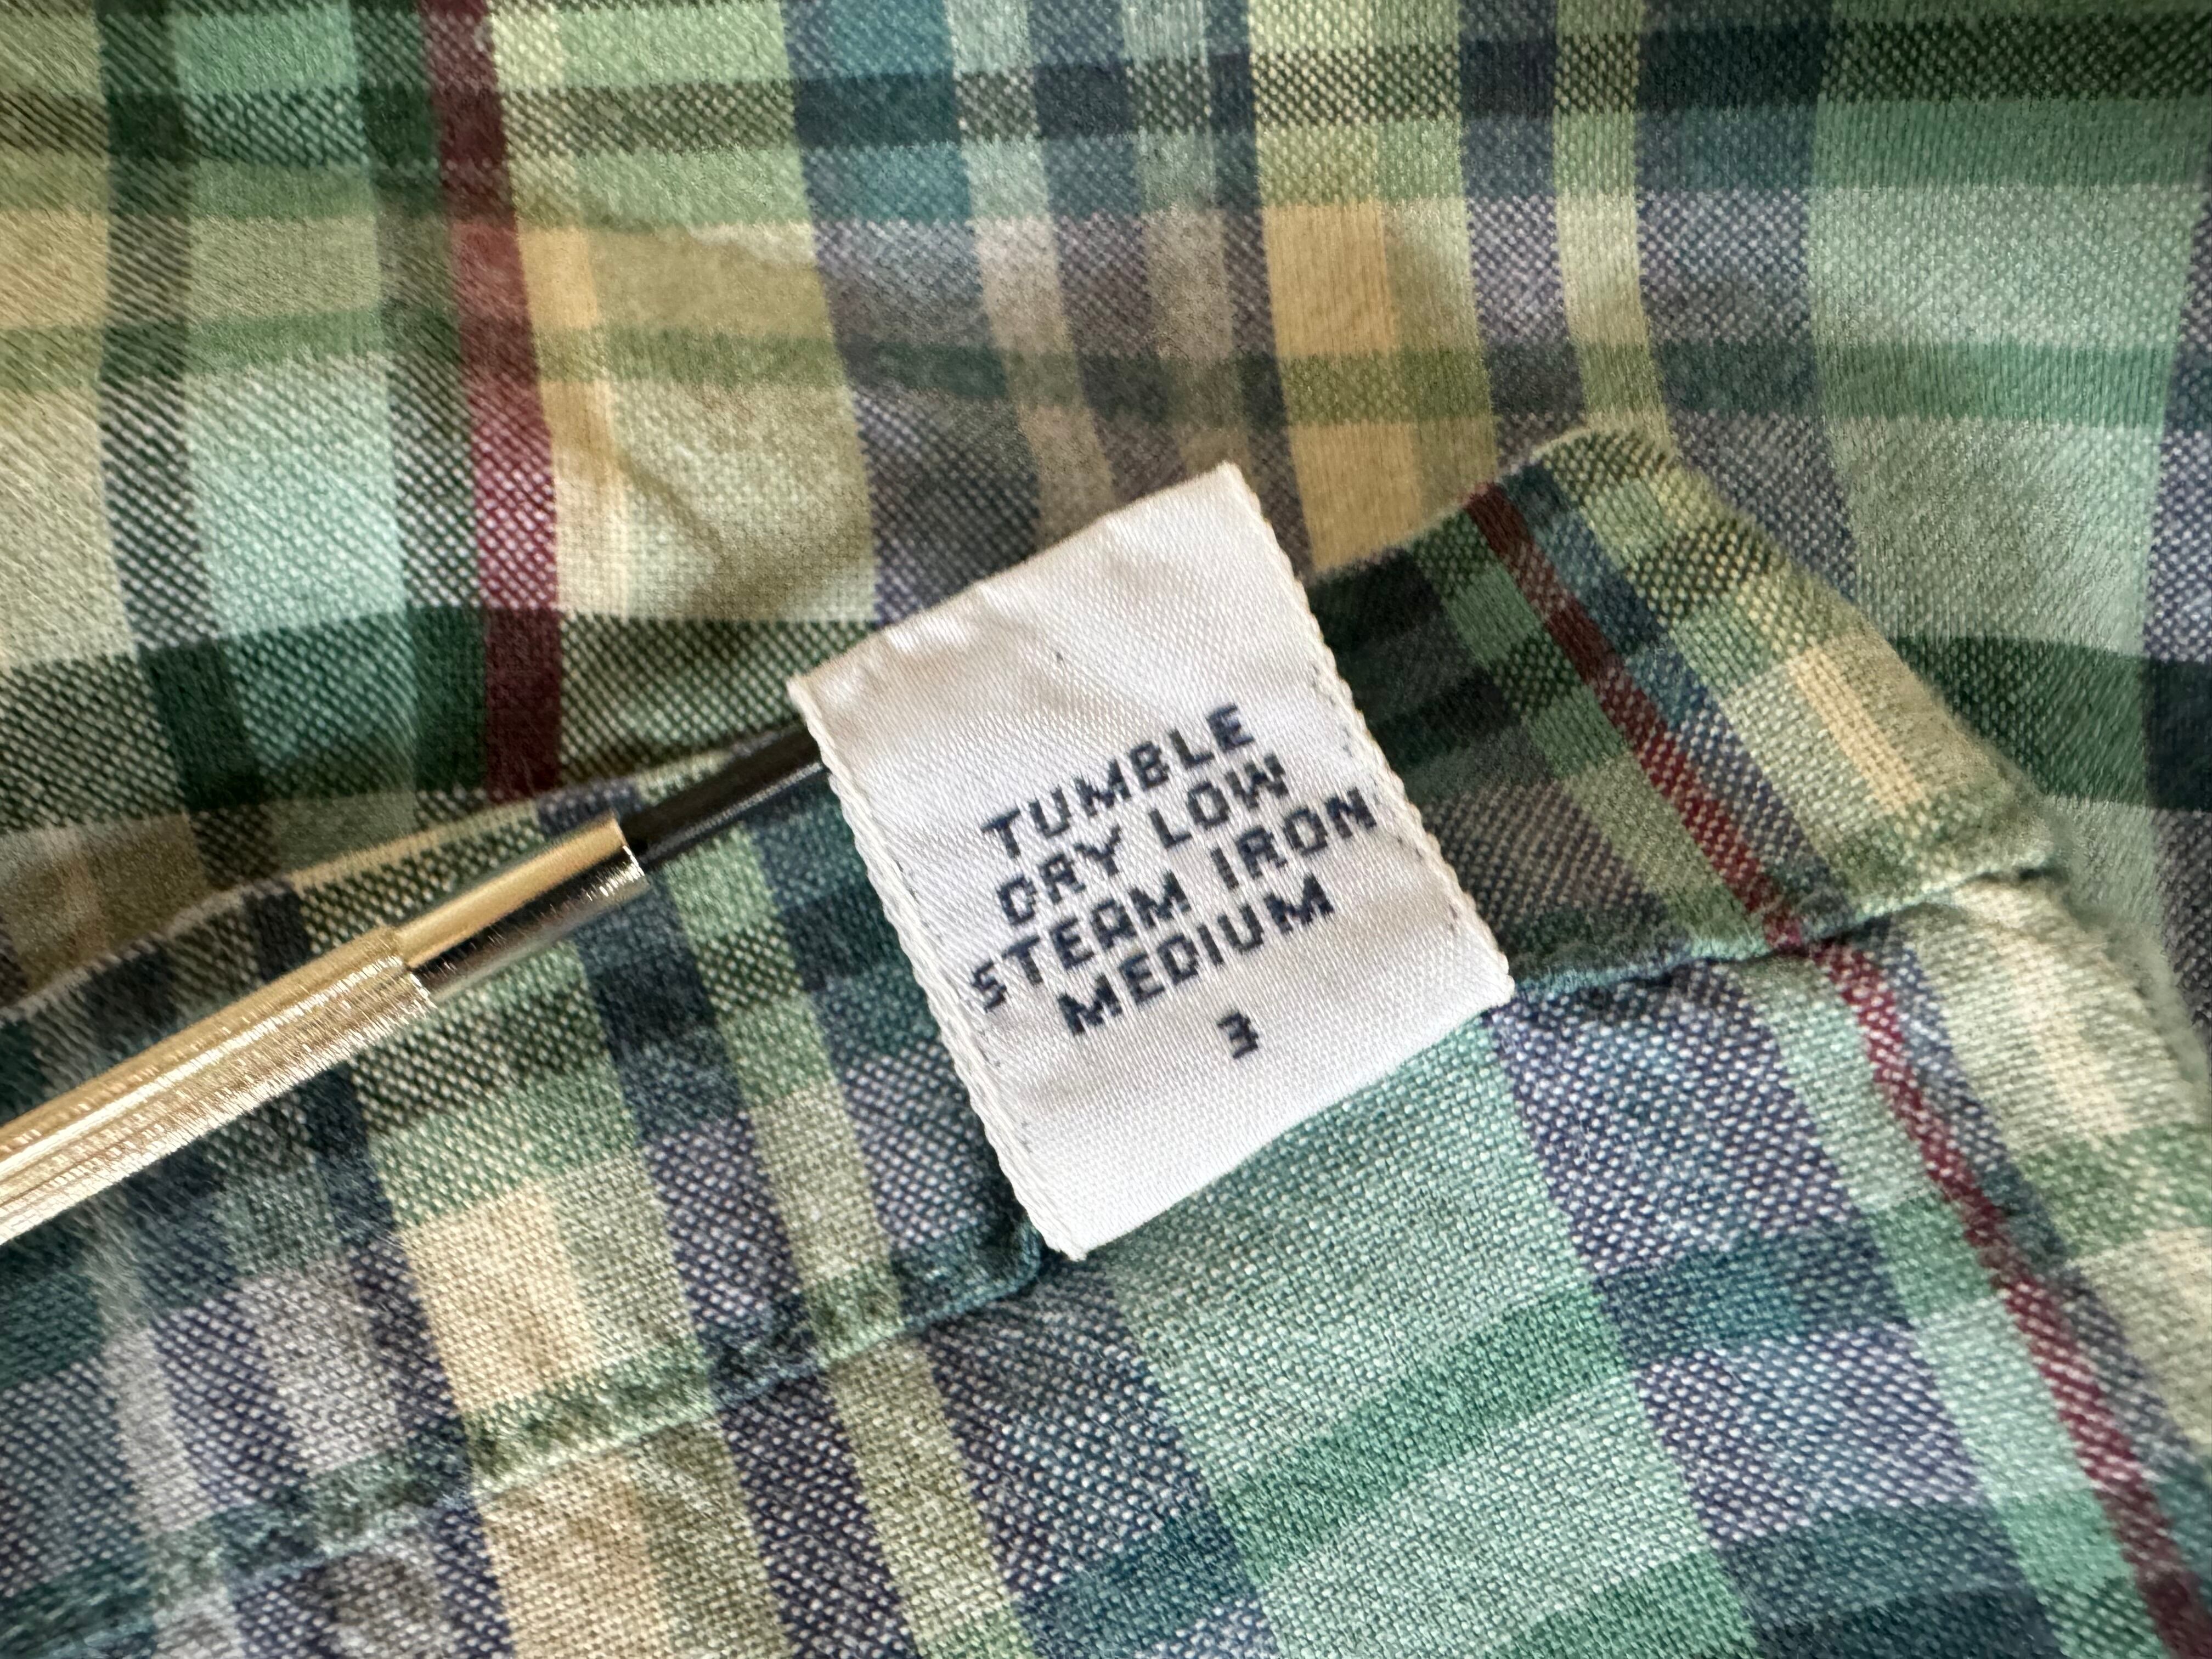 TUMBLE
DRY LOW
STEAM IRON
MEDIUM
3